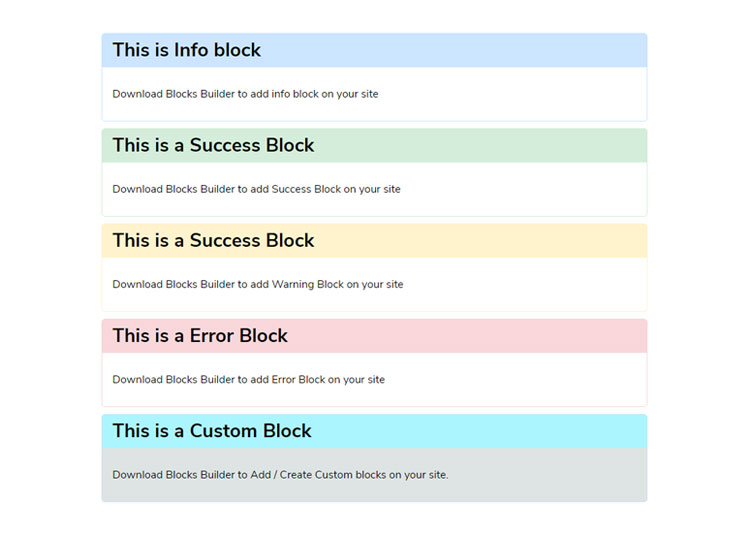 This is Info block
Download Blocks Builder to add info block on your site
This is a Success Block
Download Blocks Builder to add Success Block on your site
This is a Success Block
Download Blocks Builder to add Warning Block on your site
This is a Error Block
Download Blocks Builder to add Error Block on your site
This is a Custom Block
Download Blocks Builder to Add / Create Custom blocks on your site.